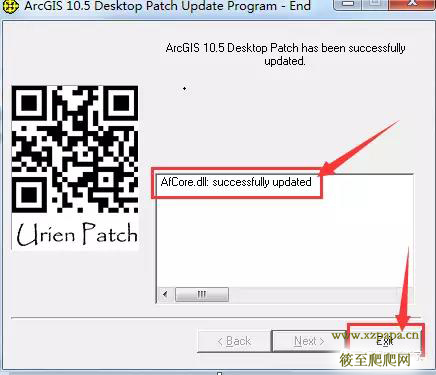 ArcGIS 10.5 Desktop Patch Update Program - End
ArcGIS 10.5 Desktop Patch has been successfully
updated.
AfCore.dll: successfully updated
Urien Patch
< Back
Next >
Exit
www.xzpapa.cn
筱至爬爬网